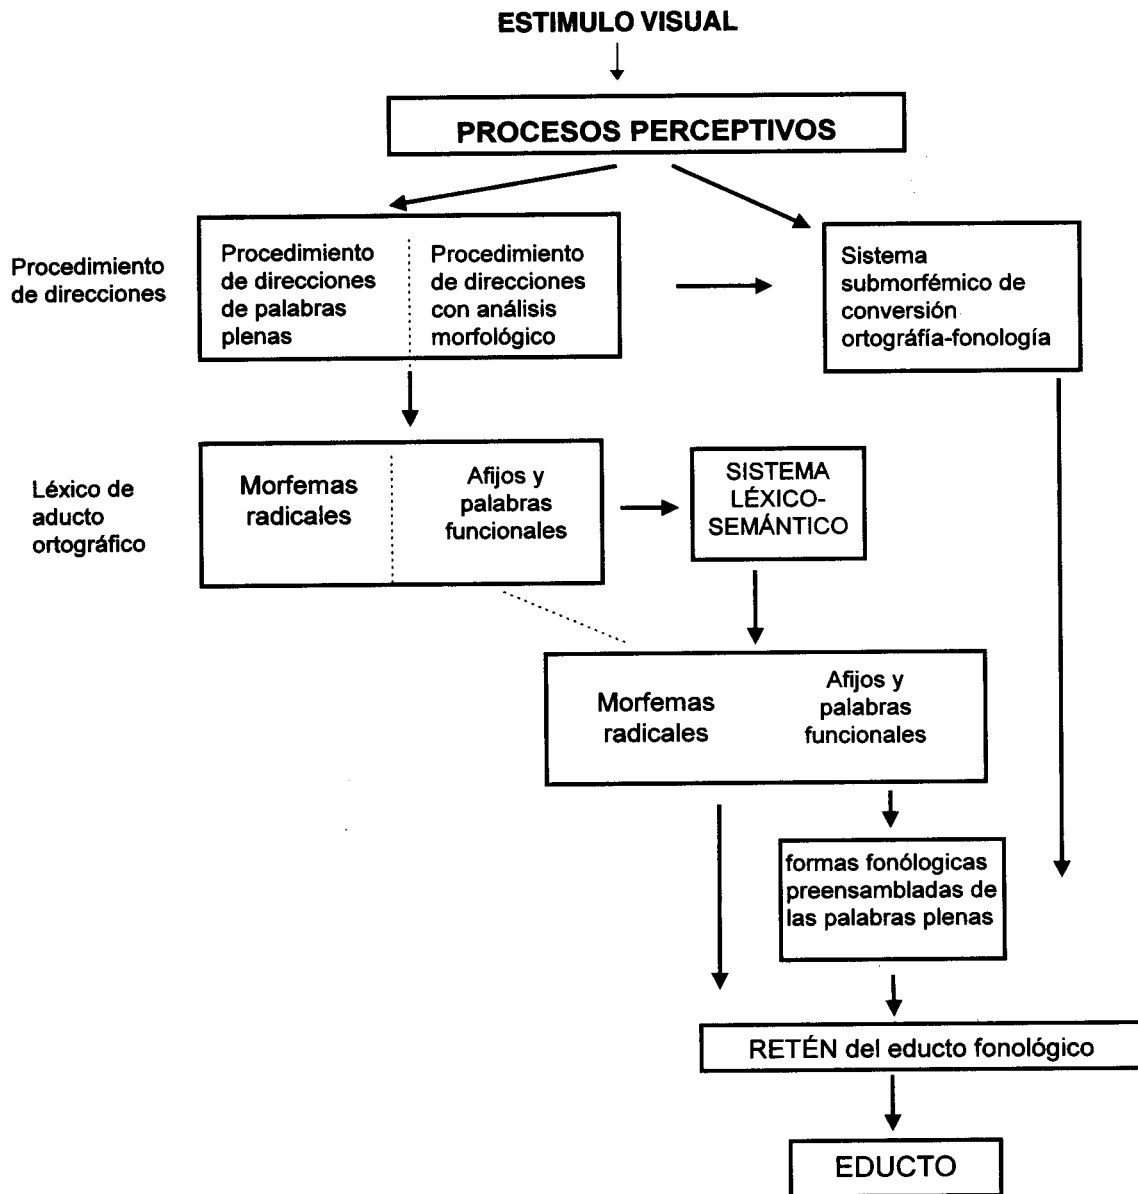 ESTIMULO VISUAL
PROCESOS PERCEPTIVOS
Procedimiento
de direcciones
Procedimiento
de direcciones
de palabras
plenas
Procedimiento
de direcciones
con análisis
morfológico
Sistema
submorfémico de
conversión
ortográfía-fonología
Léxico de
aducto
ortográfico
Morfemas
radicales
Afijos y
palabras
funcionales
SISTEMA
LÉXICO-
SEMÁNTICO
Morfemas
radicales
Afijos y
palabras
funcionales
formas fonólogicas
preensambladas de
las palabras plenas
RETÉN del educto fonológico
EDUCTO